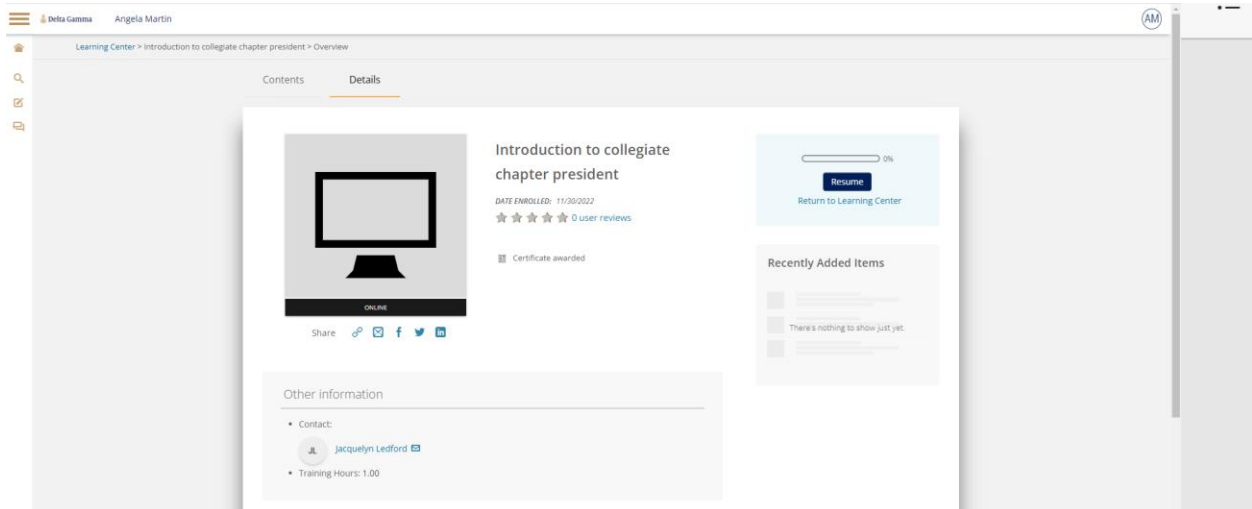 Delta Gamma Angela Martin AM
Learning Center > Introduction to collegiate chapter president > Overview
Contents Details
Introduction to collegiate
chapter president
DATE ENROLLED: 11/30/2022
0 user reviews
Certificate awarded
ONLINE
Share
0%
Resume
Return to Learning Center
Recently Added Items
There's nothing to show just yet.
Other information
• Contact:
JL Jacquelyn Ledford
• Training Hours: 1.00